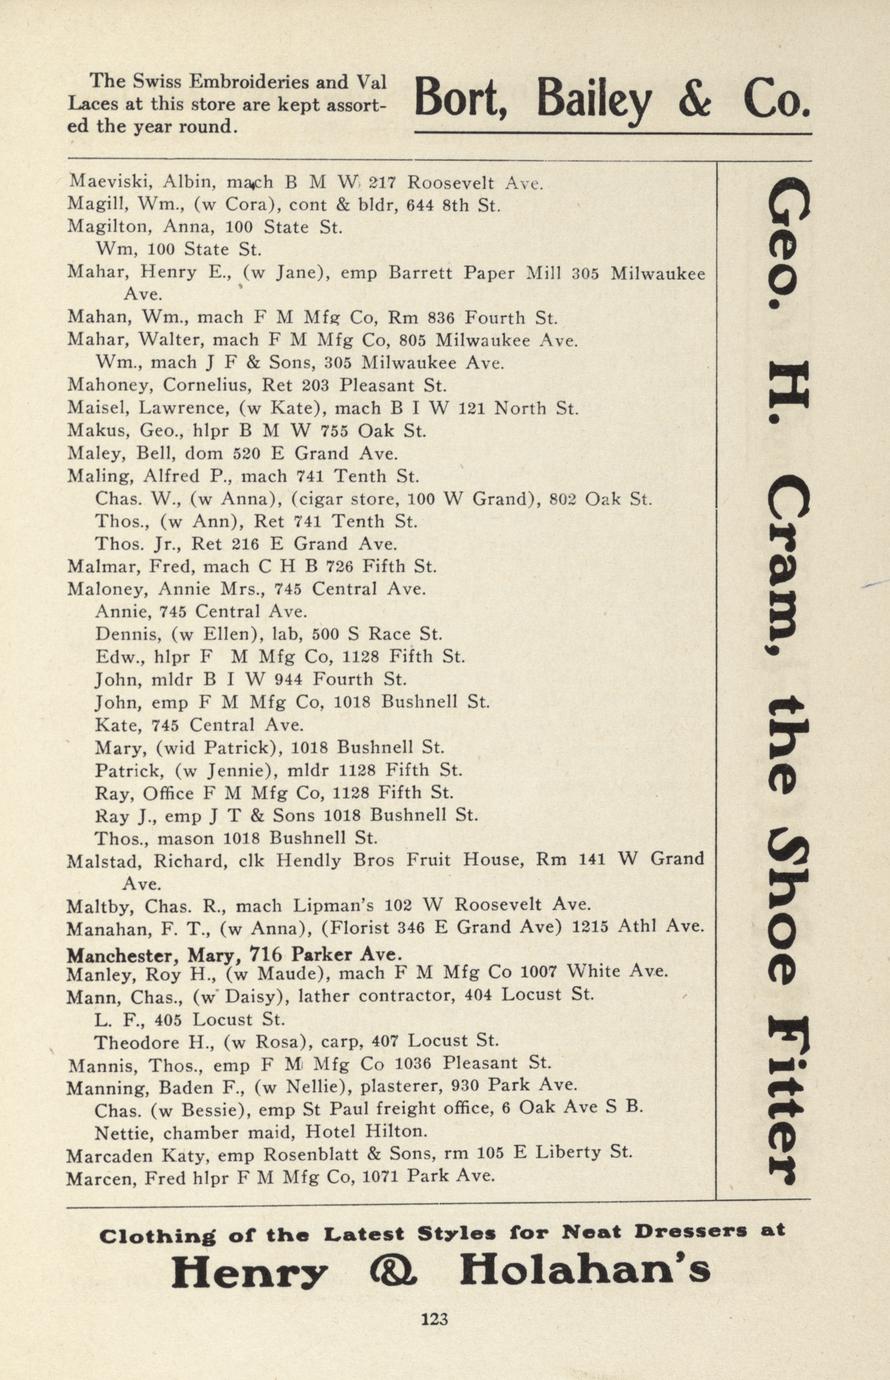 The Swiss Embroideries and Val
Laces at this store are kept assort-
ed the year round.
Bort, Bailey & Co.
Maeviski, Albin, mach B M W 217 Roosevelt Ave.
Magill, Wm., (w Cora), cont & bldr, 644 8th St.
Magilton, Anna, 100 State St.
Wm, 100 State St.
Mahar, Henry E., (w Jane), emp Barrett Paper Mill 305 Milwaukee
Ave.
Mahan, Wm., mach F M Mfg Co, Rm 836 Fourth St.
Mahar, Walter, mach F M Mfg Co, 805 Milwaukee Ave.
Wm., mach J F & Sons, 305 Milwaukee Ave.
Mahoney, Cornelius, Ret 203 Pleasant St.
Maisel, Lawrence, (w Kate), mach B I W 121 North St.
Makus, Geo., hlpr B M W 755 Oak St.
Maley, Bell, dom 520 E Grand Ave.
Maling, Alfred P., mach 741 Tenth St.
Chas. W., (w Anna), (cigar store, 100 W Grand), 802 Oak St.
Thos., (w Ann), Ret 741 Tenth St.
Thos. Jr., Ret 216 E Grand Ave.
Malmar, Fred, mach C H B 726 Fifth St.
Maloney, Annie Mrs., 745 Central Ave.
Annie, 745 Central Ave.
Dennis, (w Ellen), lab, 500 S Race St.
Edw., hlpr F M Mfg Co, 1128 Fifth St.
John, mldr B I W 944 Fourth St.
John, emp F M Mfg Co, 1018 Bushnell St.
Kate, 745 Central Ave.
Mary, (wid Patrick), 1018 Bushnell St.
Patrick, (w Jennie), mldr 1128 Fifth St.
Ray, Office F M Mfg Co, 1128 Fifth St.
Ray J., emp J T & Sons 1018 Bushnell St.
Thos., mason 1018 Bushnell St.
Malstad, Richard, clk Hendly Bros Fruit House, Rm 141 W Grand
Ave.
Maltby, Chas. R., mach Lipman's 102 W Roosevelt Ave.
Manahan, F. T., (w Anna), (Florist 346 E Grand Ave) 1215 Athl Ave.
Manchester, Mary, 716 Parker Ave.
Manley, Roy H., (w Maude), mach F M Mfg Co 1007 White Ave.
Mann, Chas., (w Daisy), lather contractor, 404 Locust St.
L. F., 405 Locust St.
Theodore H., (w Rosa), carp, 407 Locust St.
Mannis, Thos., emp F M Mfg Co 1036 Pleasant St.
Manning, Baden F., (w Nellie), plasterer, 930 Park Ave.
Chas. (w Bessie), emp St Paul freight office, 6 Oak Ave S B.
Nettie, chamber maid, Hotel Hilton.
Marcaden Katy, emp Rosenblatt & Sons, rm 105 E Liberty St.
Marcen, Fred hlpr F M Mfg Co, 1071 Park Ave.
Geo. H. Cram, the Shoe Fitter
Clothing of the Latest Styles for Neat Dressers at
Henry & Holahan's
123